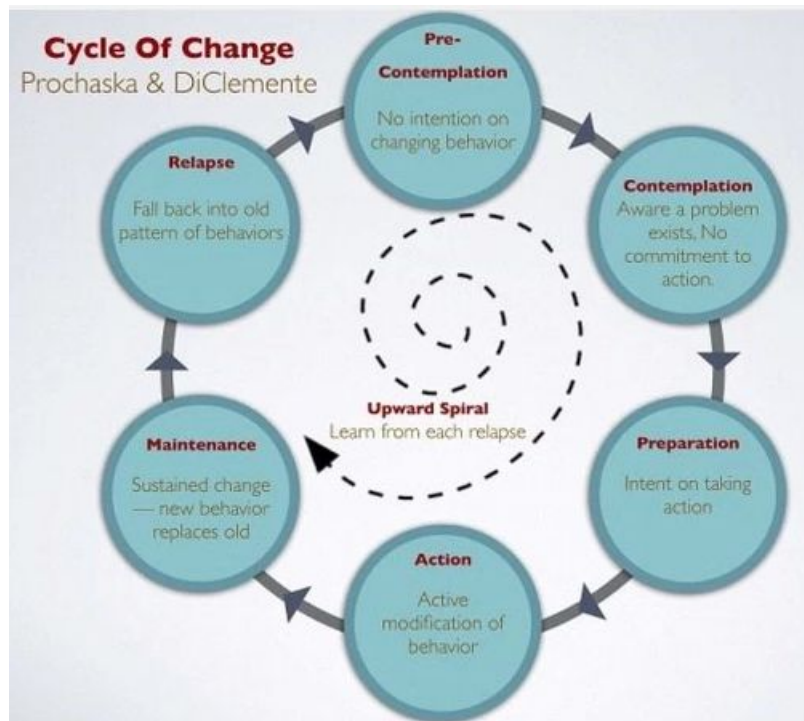 Cycle Of Change
Prochaska & DiClemente
Pre-
Contemplation
No intention on
changing behavior
Contemplation
Aware a problem
exists, No
commitment to
action.
Preparation
Intent on taking
action
Action
Active
modification of
behavior
Maintenance
Sustained change
— new behavior
replaces old
Relapse
Fall back into old
pattern of behaviors
Upward Spiral
Learn from each relapse